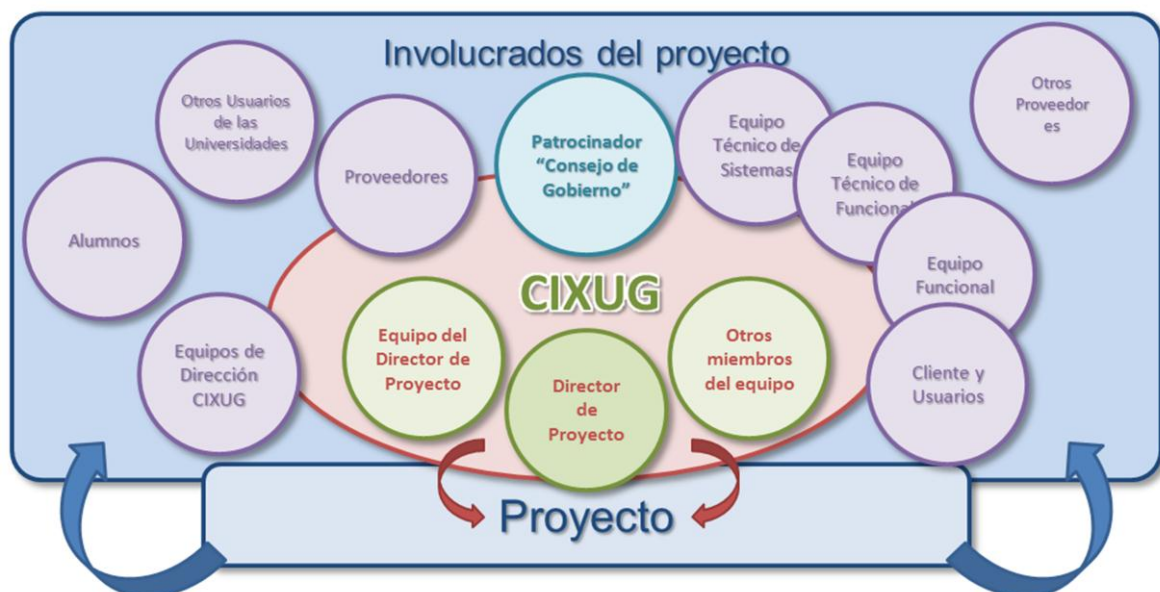 Involucrados del proyecto
Otros Usuarios
de las
Universidades
Proveedores
Patrocinador
"Consejo de
Gobierno"
Equipo
Técnico de
Sistemas
Equipo
Técnico de
Funcional
Otros
Proveedor
es
Alumnos
Equipo
Funcional
CIXUG
Equipos de
Dirección
CIXUG
Equipo del
Director de
Proyecto
Director
de
Proyecto
Otros
miembros
del equipo
Cliente y
Usuarios
Proyecto